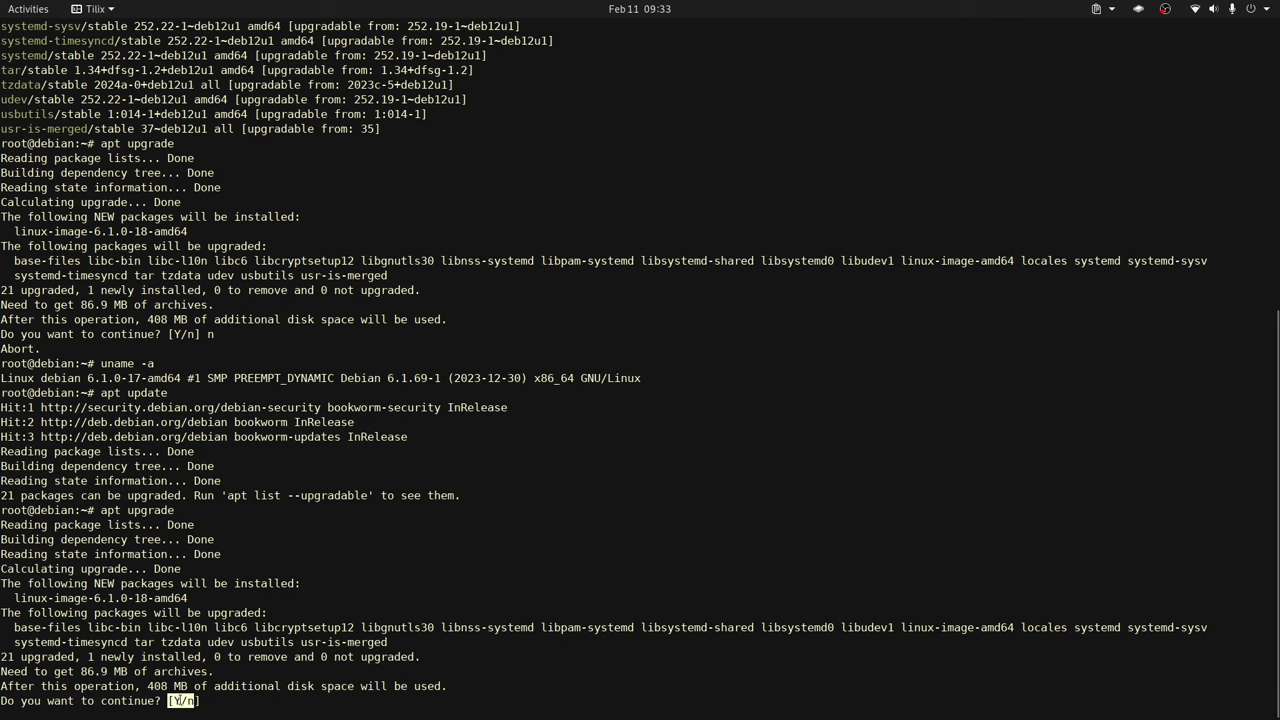 Activities Tilix Feb 11 09:33
systemd-sysv/stable 252.22-1~deb12u1 amd64 [upgradable from: 252.19-1~deb12u1]
systemd-timesyncd/stable 252.22-1~deb12u1 amd64 [upgradable from: 252.19-1~deb12u1]
systemd/stable 252.22-1~deb12u1 amd64 [upgradable from: 252.19-1~deb12u1]
tar/stable 1.34+dfsg-1.2+deb12u1 amd64 [upgradable from: 1.34+dfsg-1.2]
tzdata/stable 2024a-0+deb12u1 all [upgradable from: 2023c-5+deb12u1]
udev/stable 252.22-1~deb12u1 amd64 [upgradable from: 252.19-1~deb12u1]
usbutils/stable 1:014-1+deb12u1 amd64 [upgradable from: 1:014-1]
usr-is-merged/stable 37~deb12u1 all [upgradable from: 35]
root@debian:~# apt upgrade
Reading package lists... Done
Building dependency tree... Done
Reading state information... Done
Calculating upgrade... Done
The following NEW packages will be installed:
linux-image-6.1.0-18-amd64
The following packages will be upgraded:
base-files libc-bin libc-l10n libc6 libcryptsetup12 libgnutls30 libnss-systemd libpam-systemd libsystemd-shared libsystemd0 libudev1 linux-image-amd64 locales systemd systemd-sysv
systemd-timesyncd tar tzdata udev usbutils usr-is-merged
21 upgraded, 1 newly installed, 0 to remove and 0 not upgraded.
Need to get 86.9 MB of archives.
After this operation, 408 MB of additional disk space will be used.
Do you want to continue? [Y/n] n
Abort.
root@debian:~# uname -a
Linux debian 6.1.0-17-amd64 #1 SMP PREEMPT_DYNAMIC Debian 6.1.69-1 (2023-12-30) x86_64 GNU/Linux
root@debian:~# apt update
Hit:1 http://security.debian.org/debian-security bookworm-security InRelease
Hit:2 http://deb.debian.org/debian bookworm InRelease
Hit:3 http://deb.debian.org/debian bookworm-updates InRelease
Reading package lists... Done
Building dependency tree... Done
Reading state information... Done
21 packages can be upgraded. Run 'apt list --upgradable' to see them.
root@debian:~# apt upgrade
Reading package lists... Done
Building dependency tree... Done
Reading state information... Done
Calculating upgrade... Done
The following NEW packages will be installed:
linux-image-6.1.0-18-amd64
The following packages will be upgraded:
base-files libc-bin libc-l10n libc6 libcryptsetup12 libgnutls30 libnss-systemd libpam-systemd libsystemd-shared libsystemd0 libudev1 linux-image-amd64 locales systemd systemd-sysv
systemd-timesyncd tar tzdata udev usbutils usr-is-merged
21 upgraded, 1 newly installed, 0 to remove and 0 not upgraded.
Need to get 86.9 MB of archives.
After this operation, 408 MB of additional disk space will be used.
Do you want to continue? [Y/n]